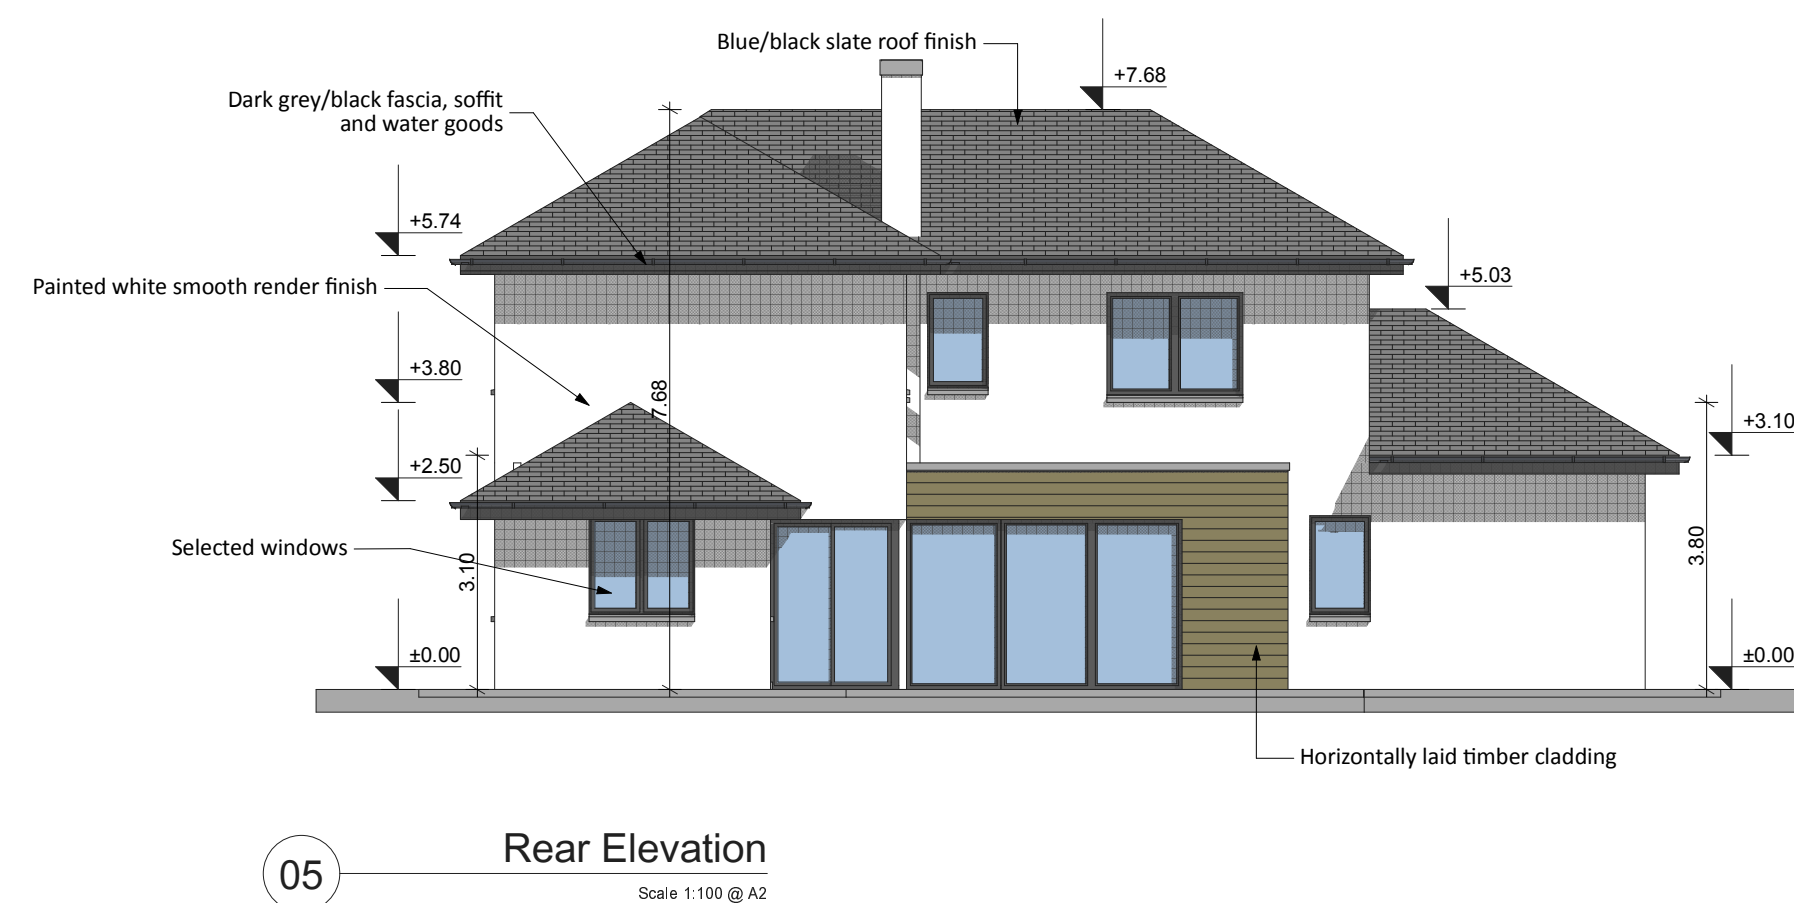 Blue/black slate roof finish
+7.68
Dark grey/black fascia, soffit
and water goods
+5.74
+5.03
Painted white smooth render finish
+3.80
7.68
+3.10
+2.50
Selected windows
3.10
3.80
±0.00
±0.00
Horizontally laid timber cladding
05
Rear Elevation
Scale 1:100 @ A2